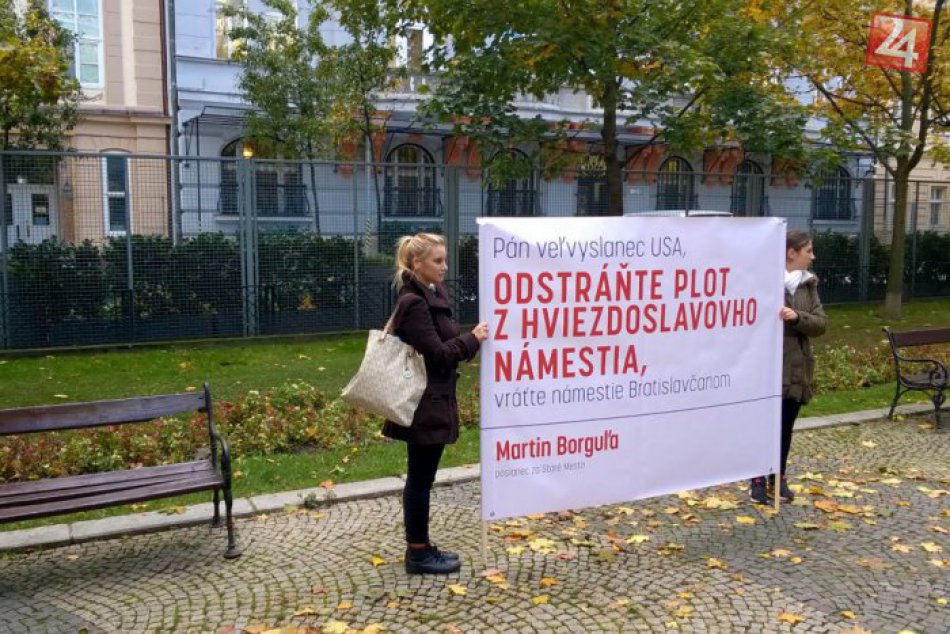 24
Pán veľvyslanec USA,
ODSTRÁŇTE PLOT
Z HVIEZDOSLAVOVHO
NÁMESTIA,
vráťte námestie Bratislavčanom
Martin Borguľa
poslanec za Staré Mesto